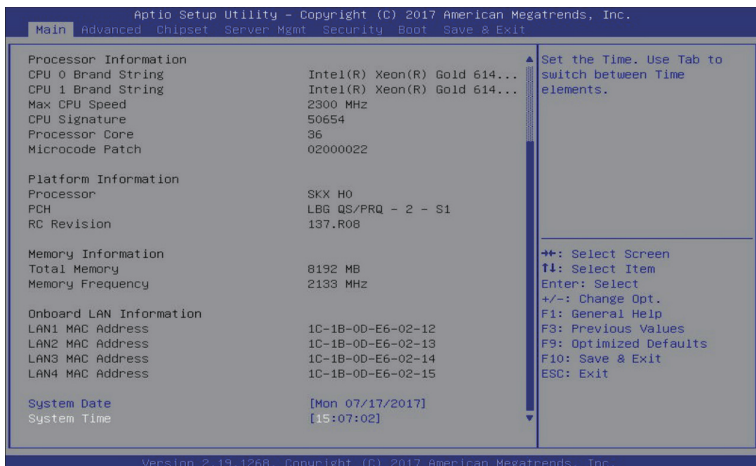 Aptio Setup Utility – Copyright (C) 2017 American Megatrends, Inc.
Main Advanced Chipset Server Mgmt Security Boot Save & Exit
Processor Information
CPU 0 Brand String Intel(R) Xeon(R) Gold 614...
CPU 1 Brand String Intel(R) Xeon(R) Gold 614...
Max CPU Speed 2300 MHz
CPU Signature 50654
Processor Core 36
Microcode Patch 02000022
Platform Information
Processor SKX H0
PCH LBG QS/PRQ - 2 - S1
RC Revision 137.R08
Memory Information
Total Memory 8192 MB
Memory Frequency 2133 MHz
Onboard LAN Information
LAN1 MAC Address 1C-1B-0D-E6-02-12
LAN2 MAC Address 1C-1B-0D-E6-02-13
LAN3 MAC Address 1C-1B-0D-E6-02-14
LAN4 MAC Address 1C-1B-0D-E6-02-15
System Date [Mon 07/17/2017]
System Time [15:07:02]
Set the Time. Use Tab to
switch between Time
elements.
→←: Select Screen
↑↓: Select Item
Enter: Select
+/-: Change Opt.
F1: General Help
F3: Previous Values
F9: Optimized Defaults
F10: Save & Exit
ESC: Exit
Version 2.19.1268. Copyright (C) 2017 American Megatrends, Inc.